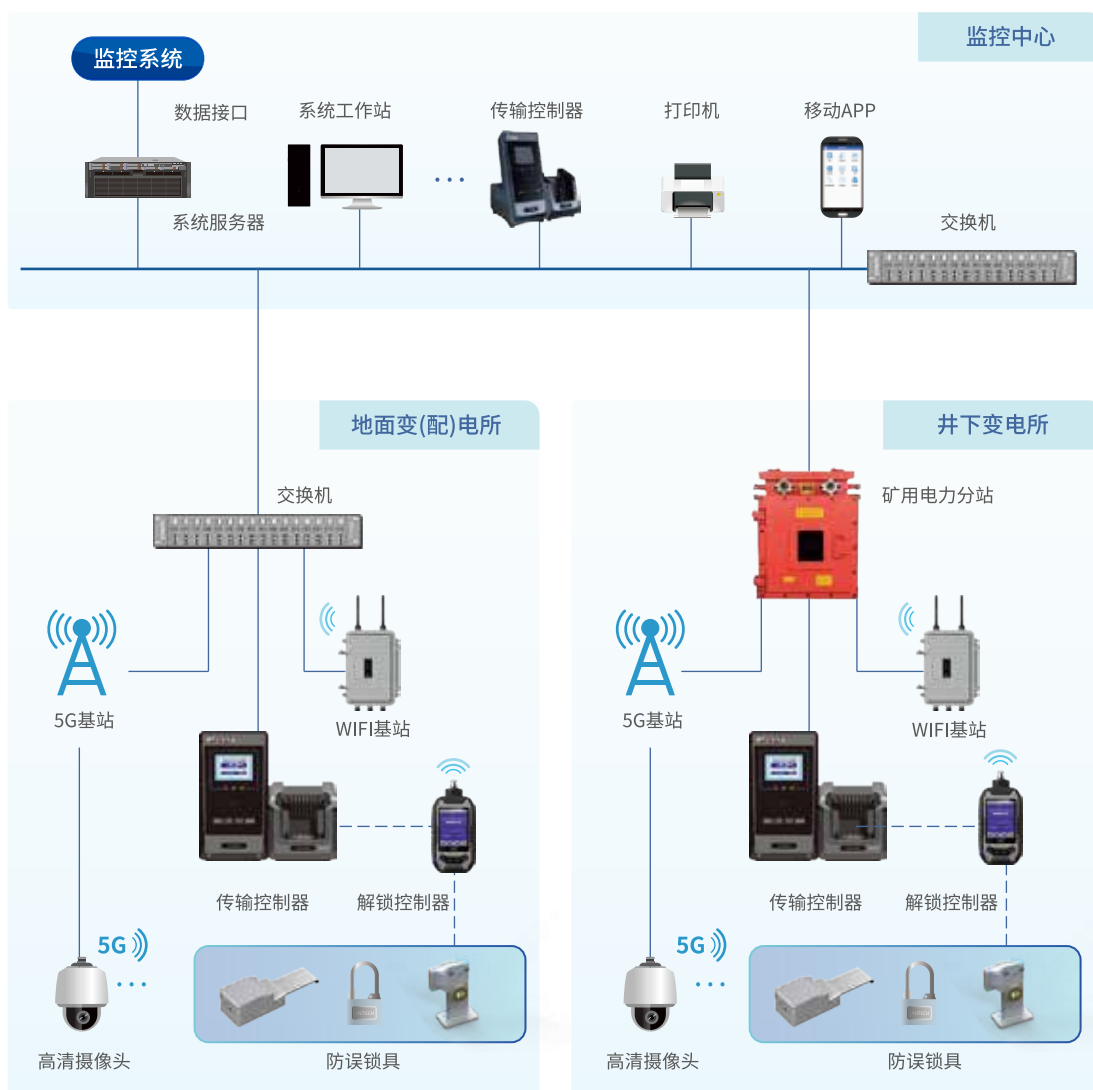 监控中心
监控系统
数据接口
系统工作站
传输控制器
打印机
移动APP
系统服务器
交换机
地面变(配)电所
井下变电所
交换机
矿用电力分站
5G基站
WIFI基站
5G基站
WIFI基站
传输控制器
解锁控制器
传输控制器
解锁控制器
5G
5G
高清摄像头
防误锁具
高清摄像头
防误锁具